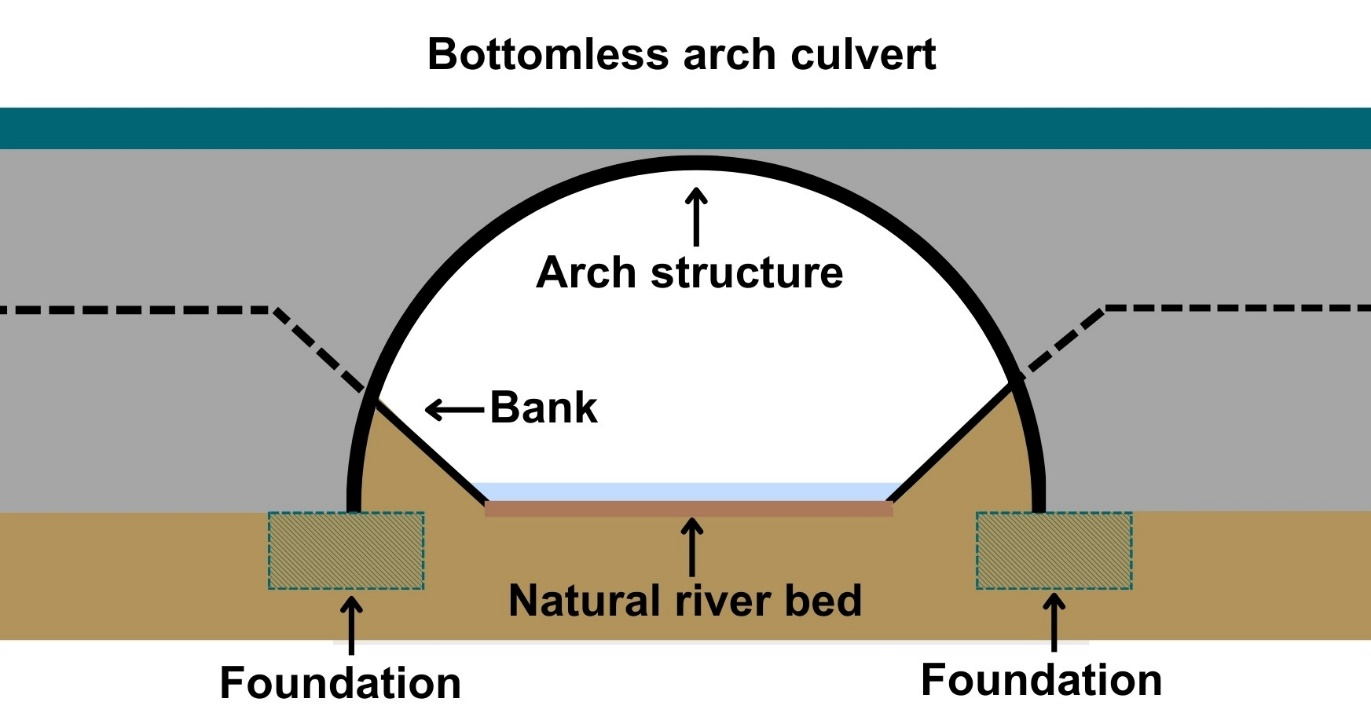 Bottomless arch culvert
Arch structure
Bank
Natural river bed
Foundation
Foundation